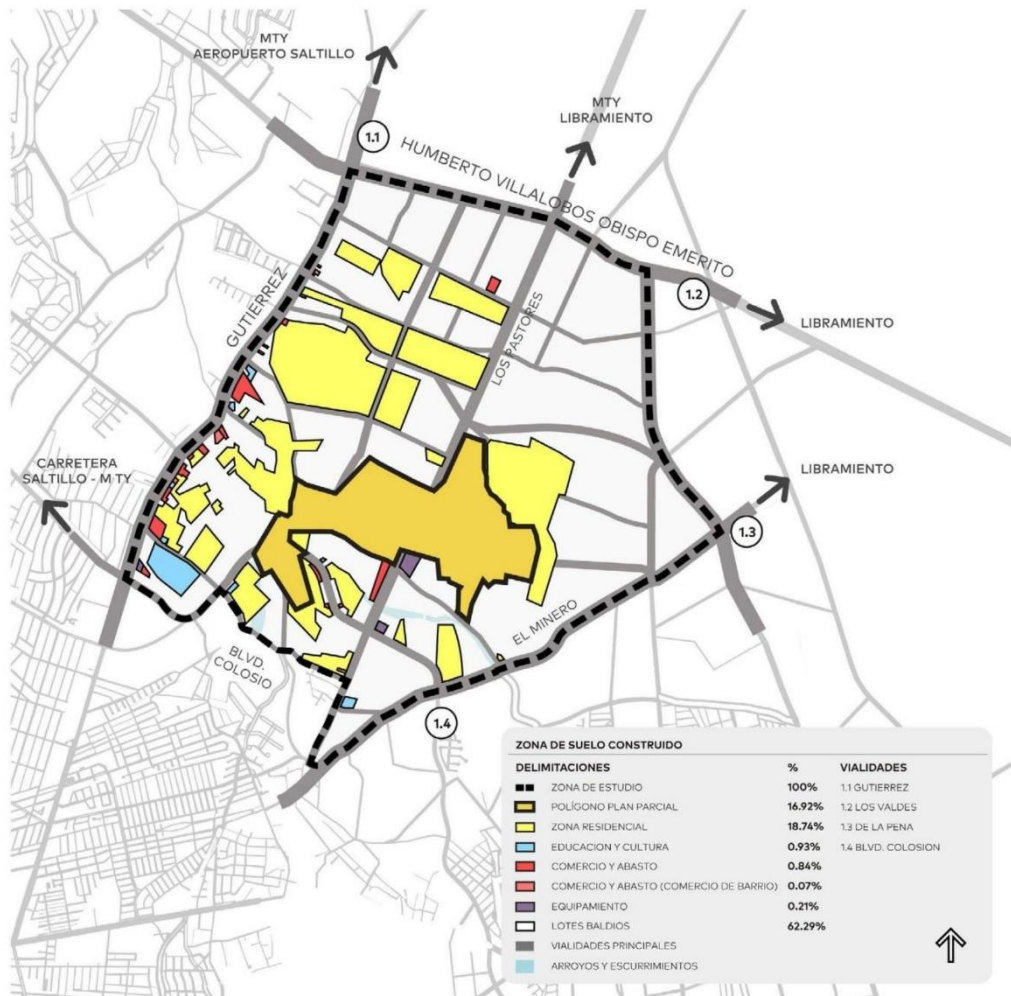 MTY
AEROPUERTO SALTILLO
MTY
LIBRAMIENTO
1.1
HUMBERTO VILLALOBOS OBISPO EMERITO
1.2
LIBRAMIENTO
GUTIERREZ
LOS PASTORES
CARRETERA
SALTILLO - MTY
LIBRAMIENTO
1.3
EL MINERO
BLVD.
COLOSIO
1.4
ZONA DE SUELO CONSTRUIDO
DELIMITACIONES % VIALIDADES
ZONA DE ESTUDIO 100% 1.1 GUTIERREZ
POLÍGONO PLAN PARCIAL 16.92% 1.2 LOS VALDES
ZONA RESIDENCIAL 18.74% 1.3 DE LA PENA
EDUCACION Y CULTURA 0.93% 1.4 BLVD. COLOSION
COMERCIO Y ABASTO 0.84%
COMERCIO Y ABASTO (COMERCIO DE BARRIO) 0.07%
EQUIPAMIENTO 0.21%
LOTES BALDIOS 62.29%
VIALIDADES PRINCIPALES
ARROYOS Y ESCURRIMIENTOS